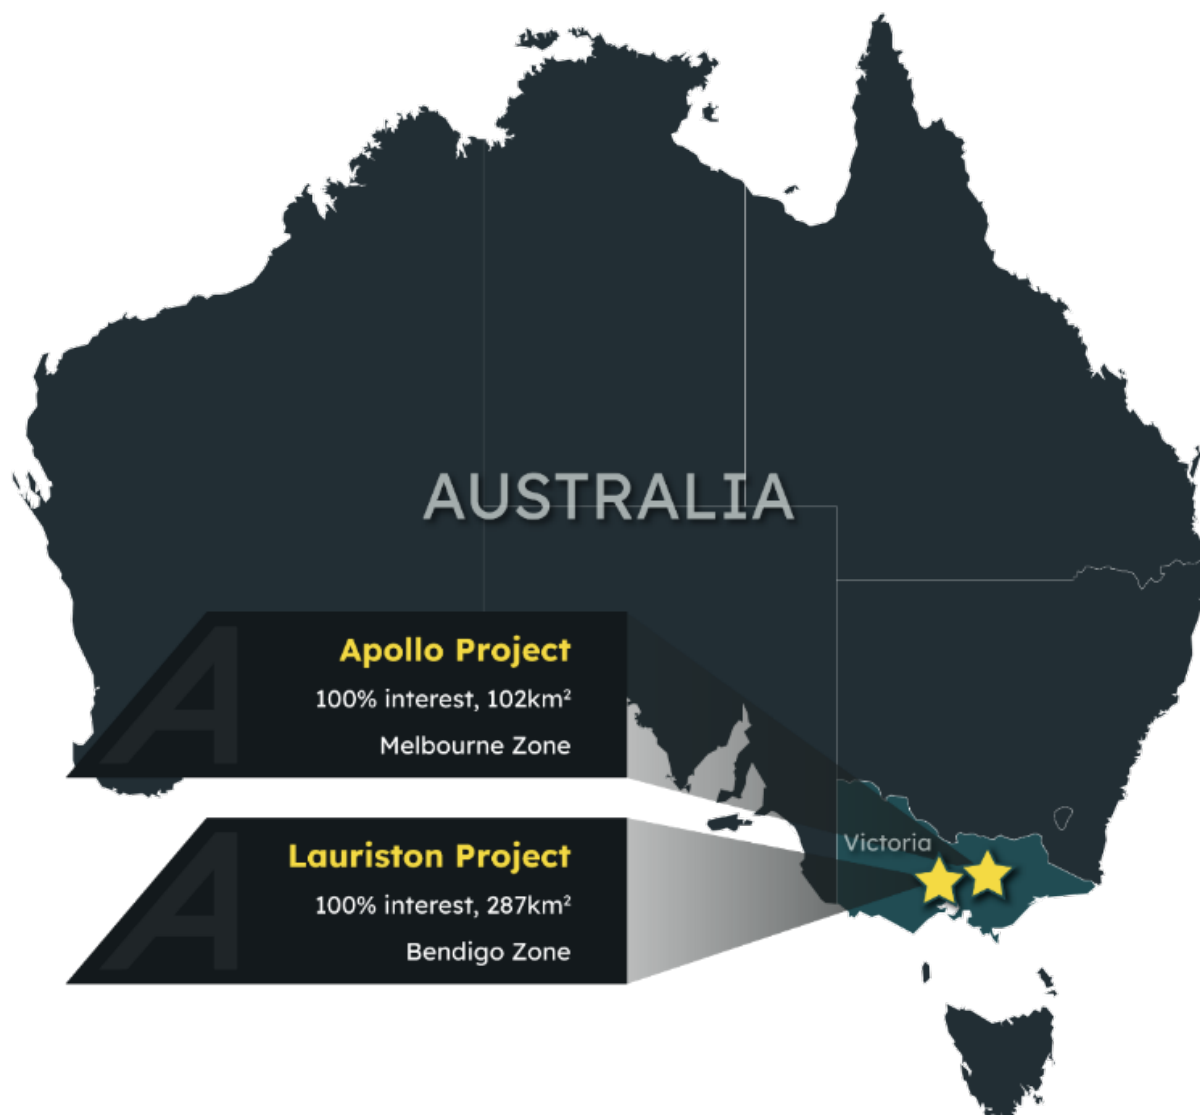 AUSTRALIA
Apollo Project
100% interest, 102km²
Melbourne Zone
Victoria
Lauriston Project
100% interest, 287km²
Bendigo Zone